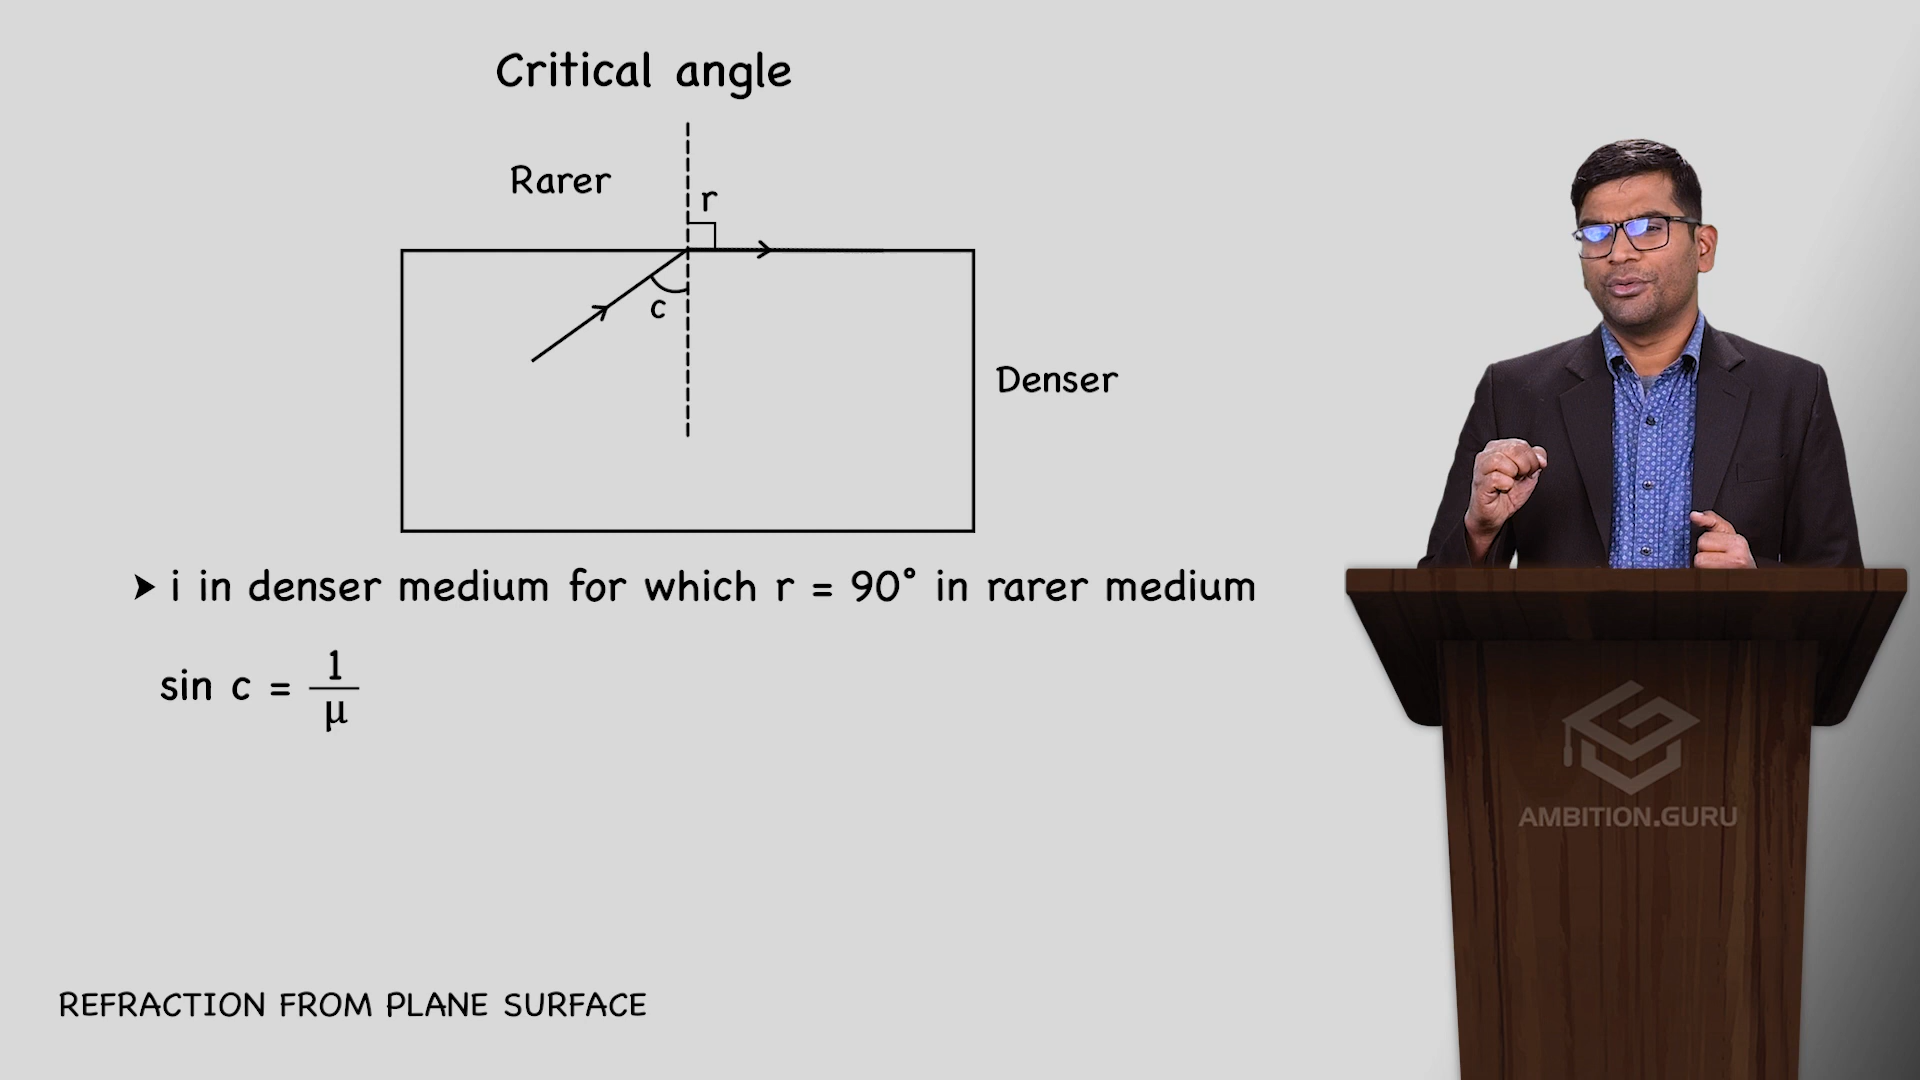 Critical angle
Rarer
r
c
Denser
➤ i in denser medium for which r = 90° in rarer medium
sin c = 1/μ
AMBITION.GURU
REFRACTION FROM PLANE SURFACE